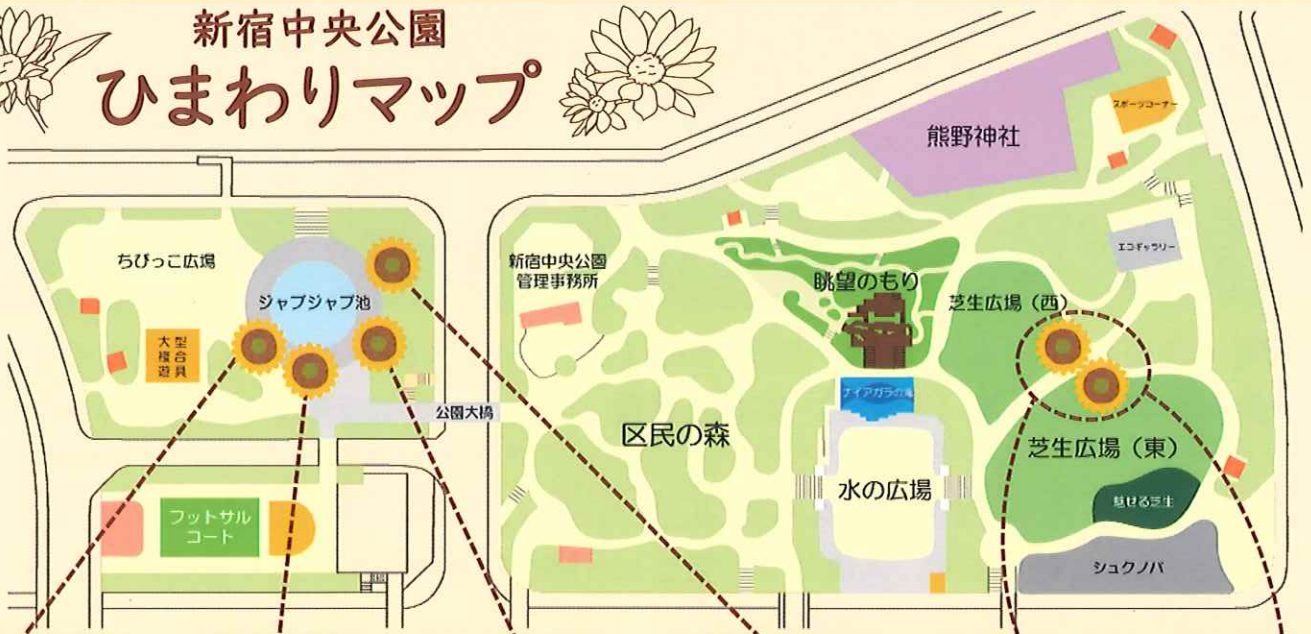 新宿中央公園
ひまわりマップ
熊野神社
スポーツコーナー
エコギャラリー
ちびっこ広場
ジャブジャブ池
大型
複合
遊具
新宿中央公園
管理事務所
眺望のもり
芝生広場（西）
ナイアガラの滝
公園大橋
区民の森
水の広場
芝生広場（東）
魅せる芝生
フットサル
コート
シュクノバ